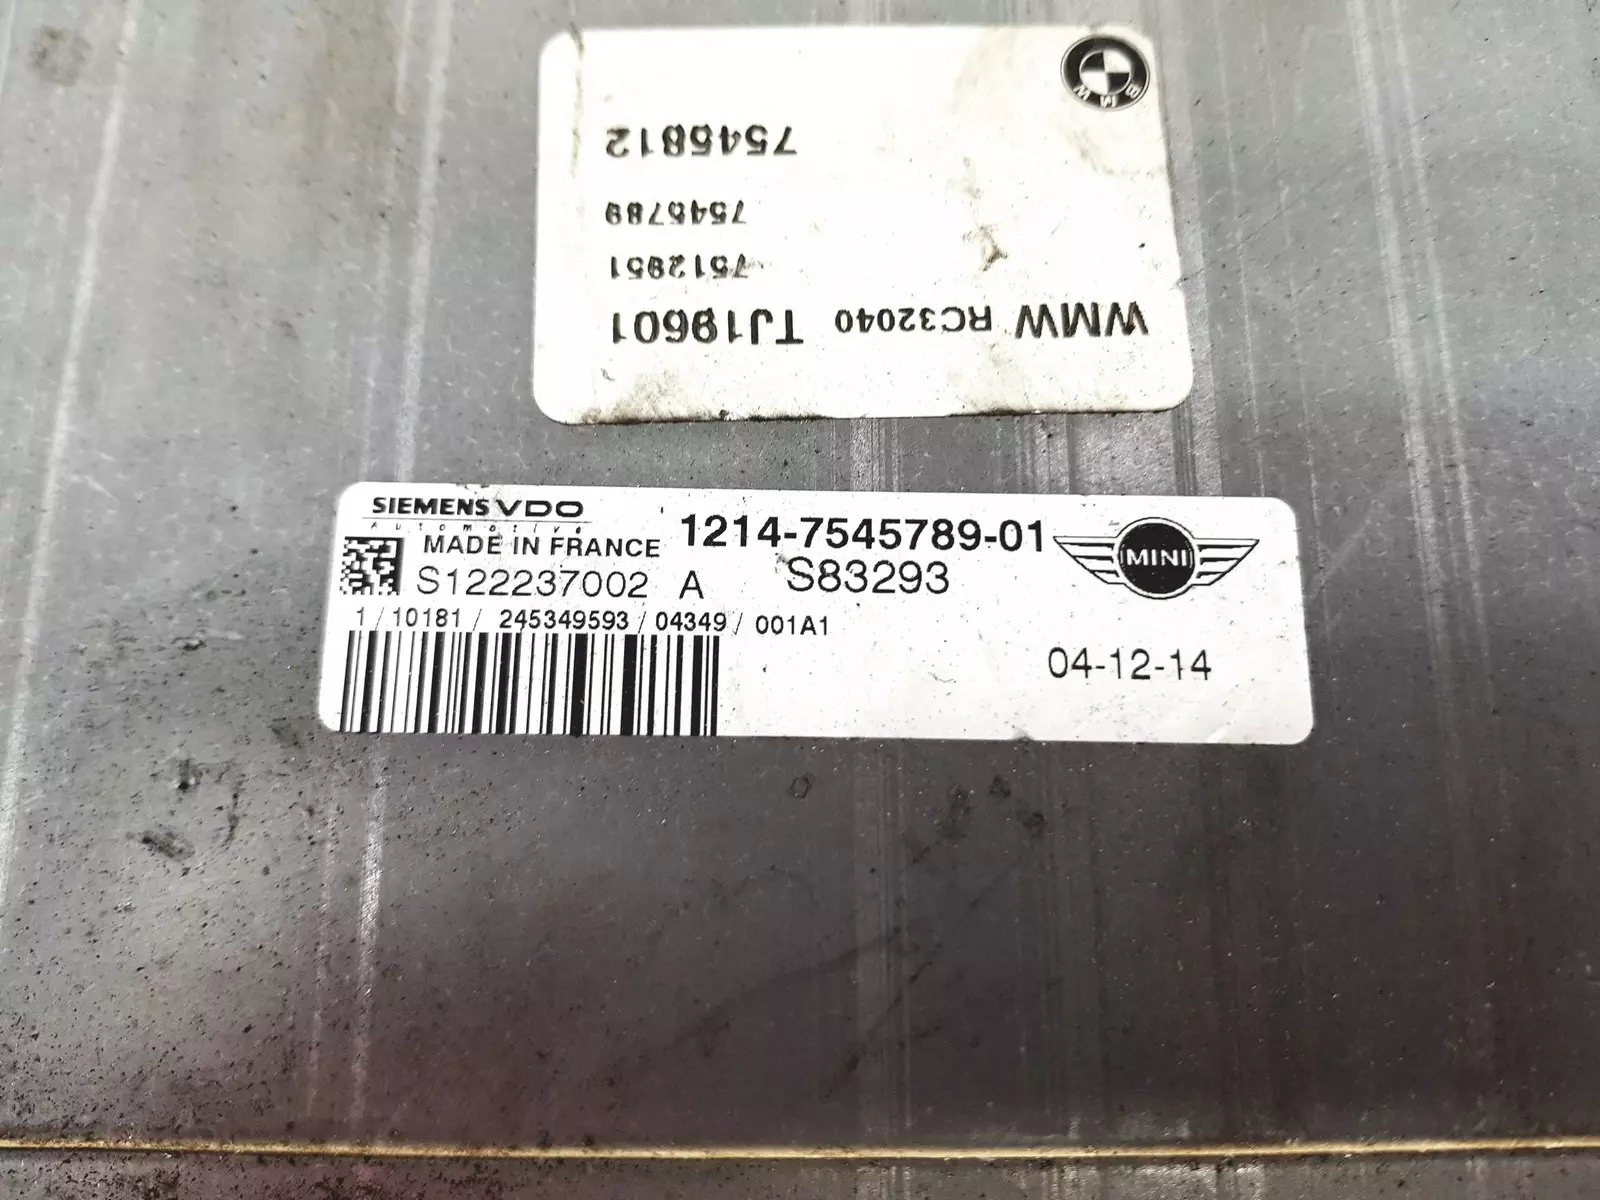 BMW
7545812
7545789
7512951
WMW RC32040 TJ19601
SIEMENS VDO
Automotive
MADE IN FRANCE
1214-7545789-01
MINI
S122237002 A S83293
1/10181/ 245349593/04349/ 001A1
04-12-14